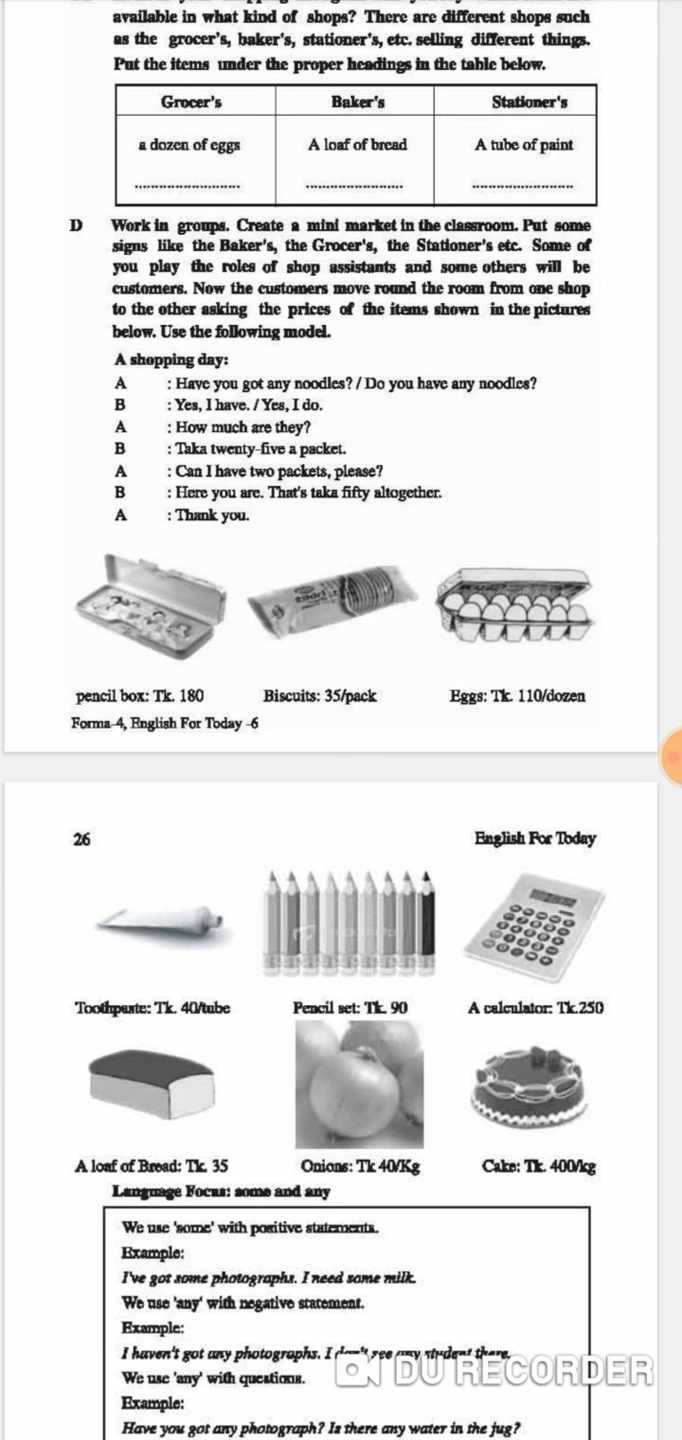 available in what kind of shops? There are different shops such
as the grocer's, baker's, stationer's, etc. selling different things.
Put the items under the proper headings in the table below.
Grocer's Baker's Stationer's
a dozen of eggs A loaf of bread A tube of paint
........................... ........................... ...........................
D Work in groups. Create a mini market in the classroom. Put some
signs like the Baker's, the Grocer's, the Stationer's etc. Some of
you play the roles of shop assistants and some others will be
customers. Now the customers move round the room from one shop
to the other asking the prices of the items shown in the pictures
below. Use the following model.
A shopping day:
A : Have you got any noodles? / Do you have any noodles?
B : Yes, I have. / Yes, I do.
A : How much are they?
B : Taka twenty-five a packet.
A : Can I have two packets, please?
B : Here you are. That's taka fifty altogether.
A : Thank you.
pencil box: Tk. 180 Biscuits: 35/pack Eggs: Tk. 110/dozen
Forma-4, English For Today -6
26 English For Today
Toothpaste: Tk. 40/tube Pencil set: Tk. 90 A calculator: Tk.250
A loaf of Bread: Tk. 35 Onions: Tk 40/Kg Cake: Tk. 400/kg
Language Focus: some and any
We use 'some' with positive statements.
Example:
I've got some photographs. I need some milk.
We use 'any' with negative statement.
Example:
I haven't got any photographs. I don't see any student there.
DU RECORDER
We use 'any' with questions.
Example:
Have you got any photograph? Is there any water in the jug?